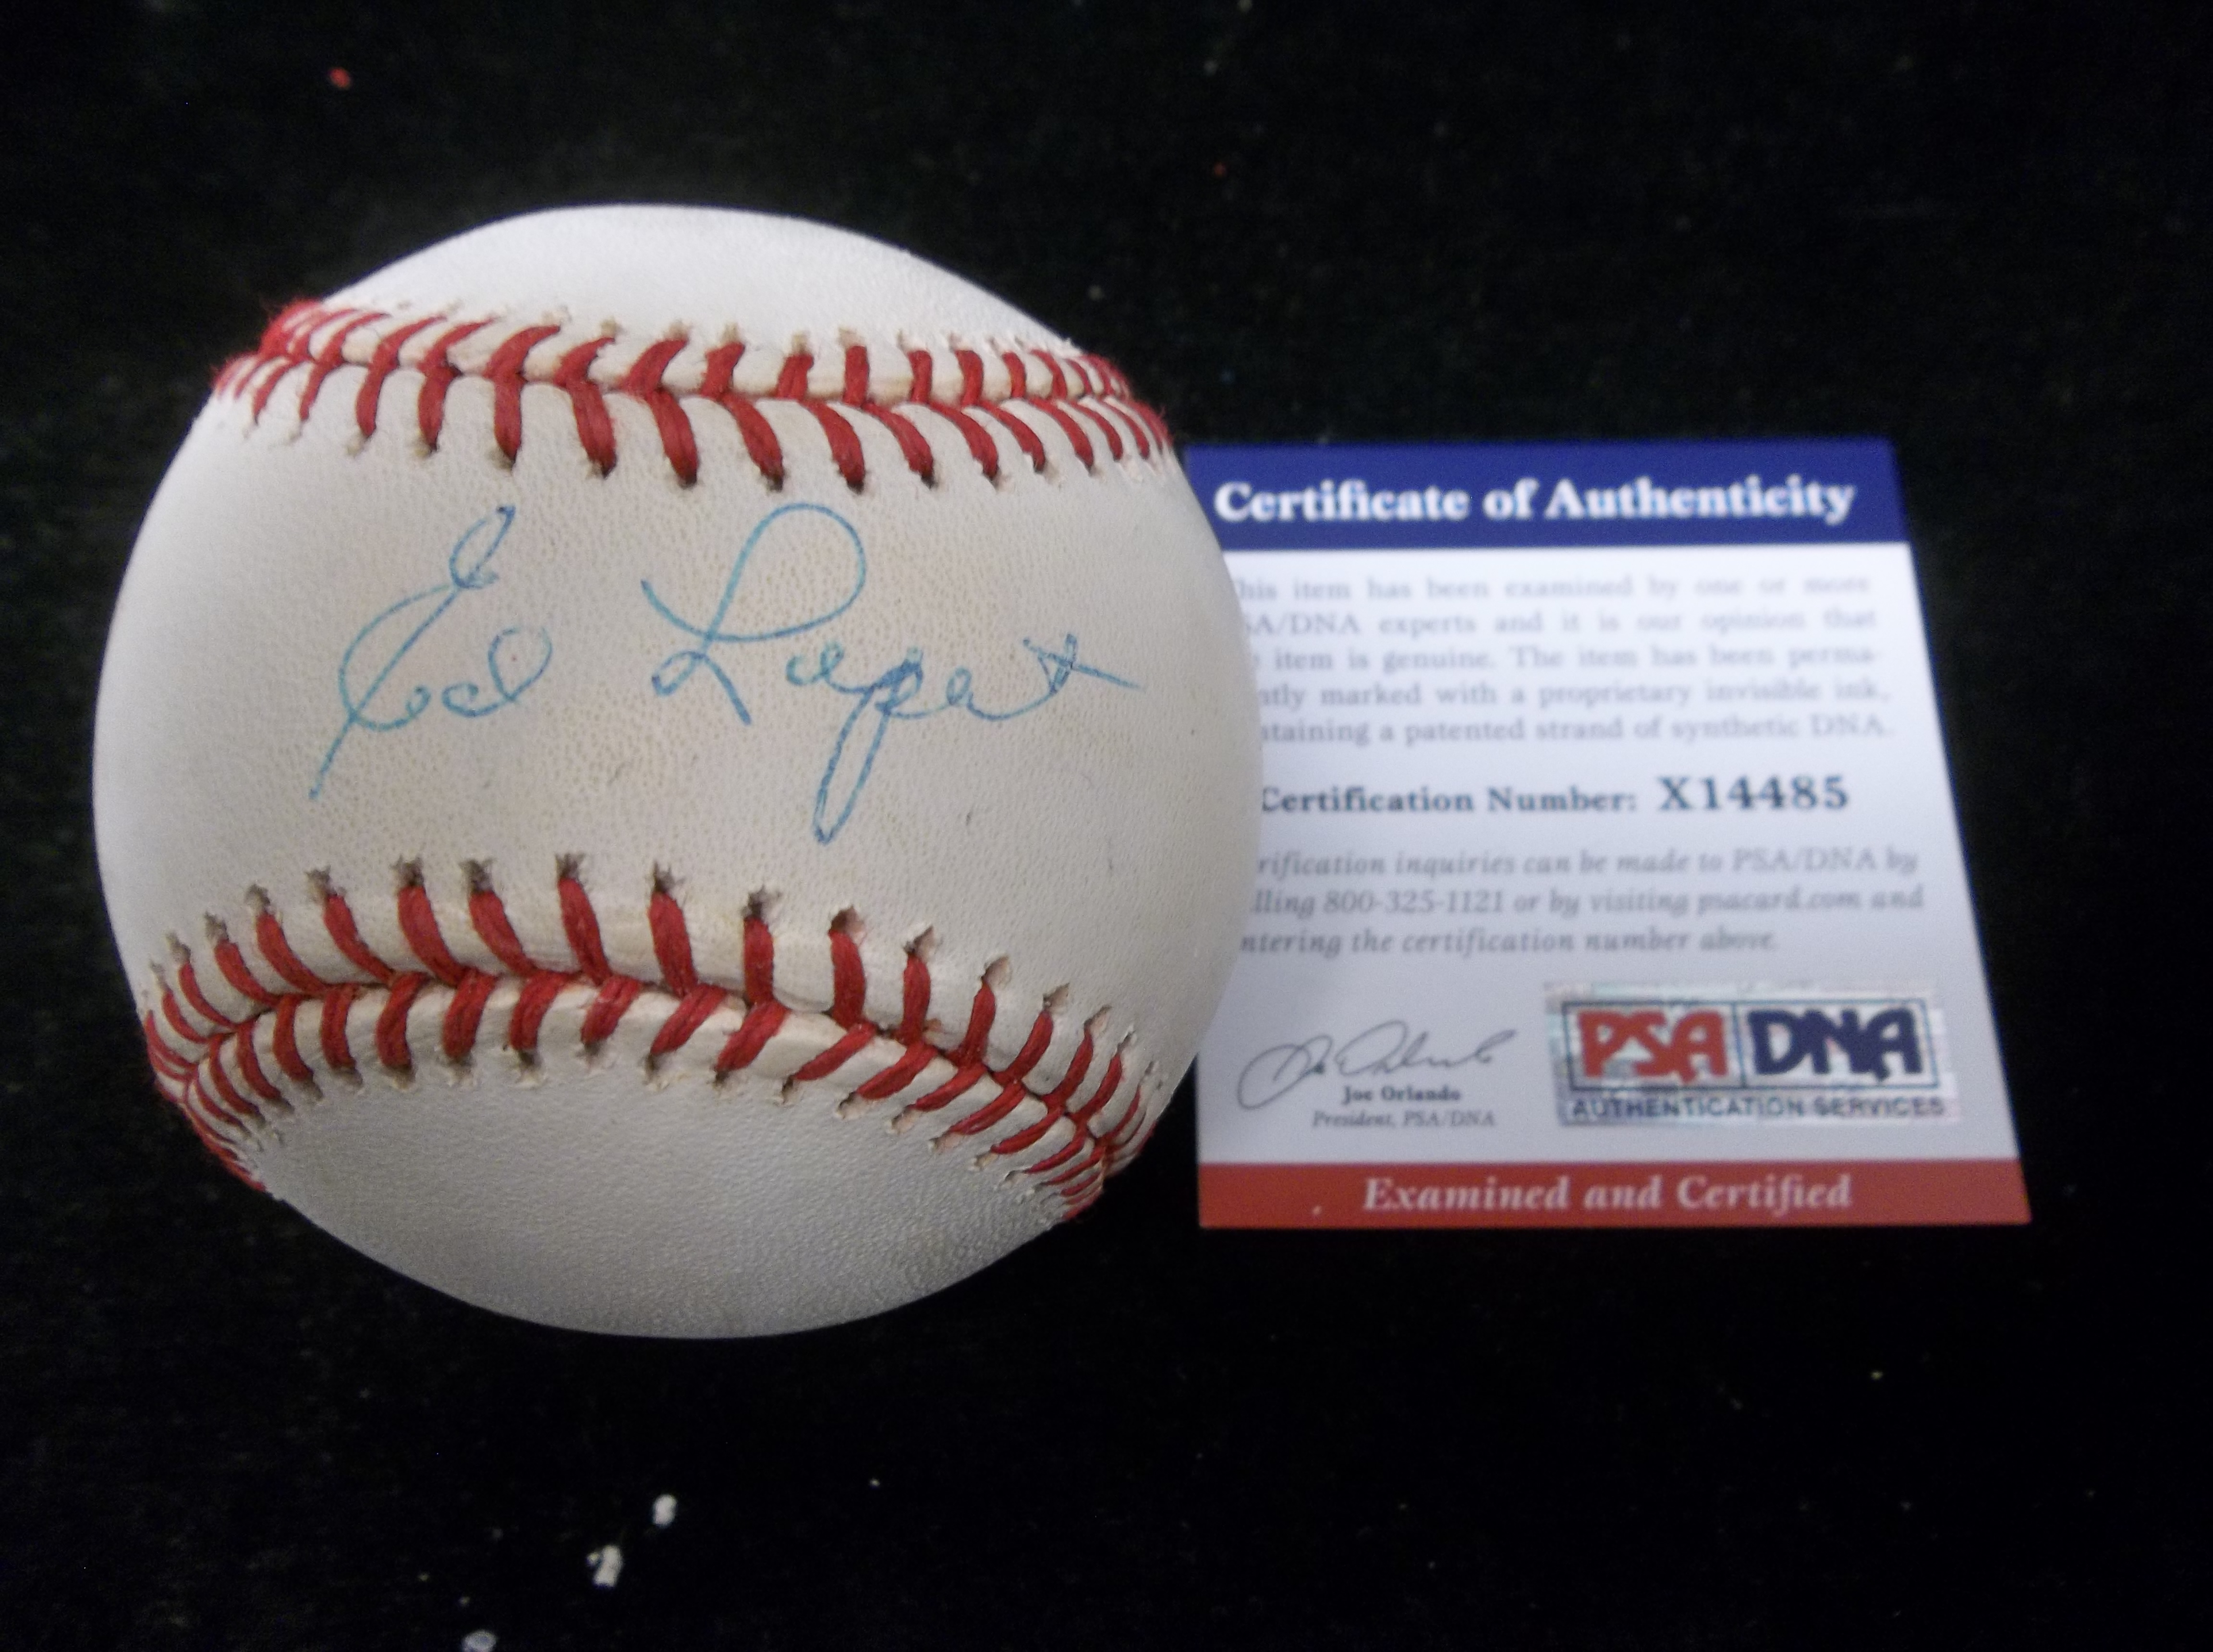 Ed Lopat
Certificate of Authenticity
his item has been examined by one or more
SA/DNA experts and it is our opinion that
item is genuine. The item has been perma-
ntly marked with a proprietary invisible ink,
staining a patented strand of synthetic DNA.
Certification Number: X14485
rification inquiries can be made to PSA/DNA by
lling 800-325-1121 or by visiting psacard.com and
ntering the certification number above.
Joe Orlando
President, PSA/DNA
PSA DNA
AUTHENTICATION SERVICES
Examined and Certified